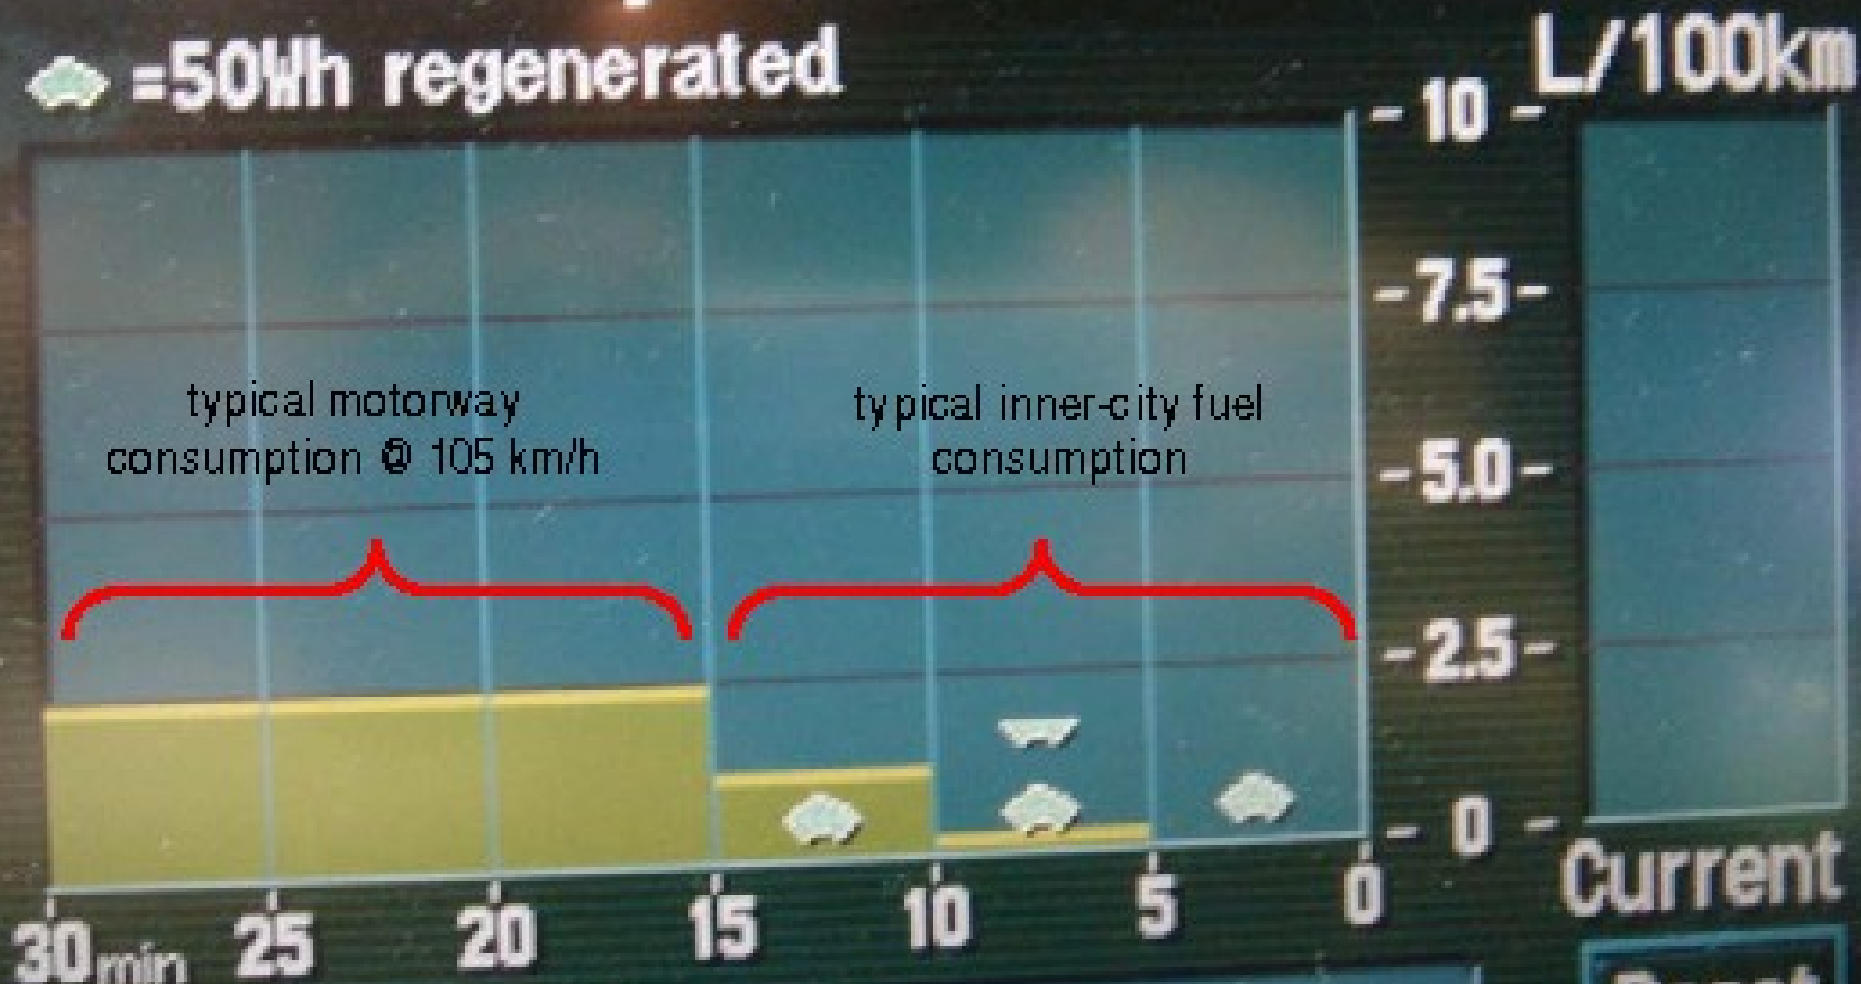 =50Wh regenerated
L/100km
10
7.5
typical motorway
consumption @ 105 km/h
typical inner-city fuel
consumption
5.0
2.5
0
30min 25 20 15 10 5 0
Current